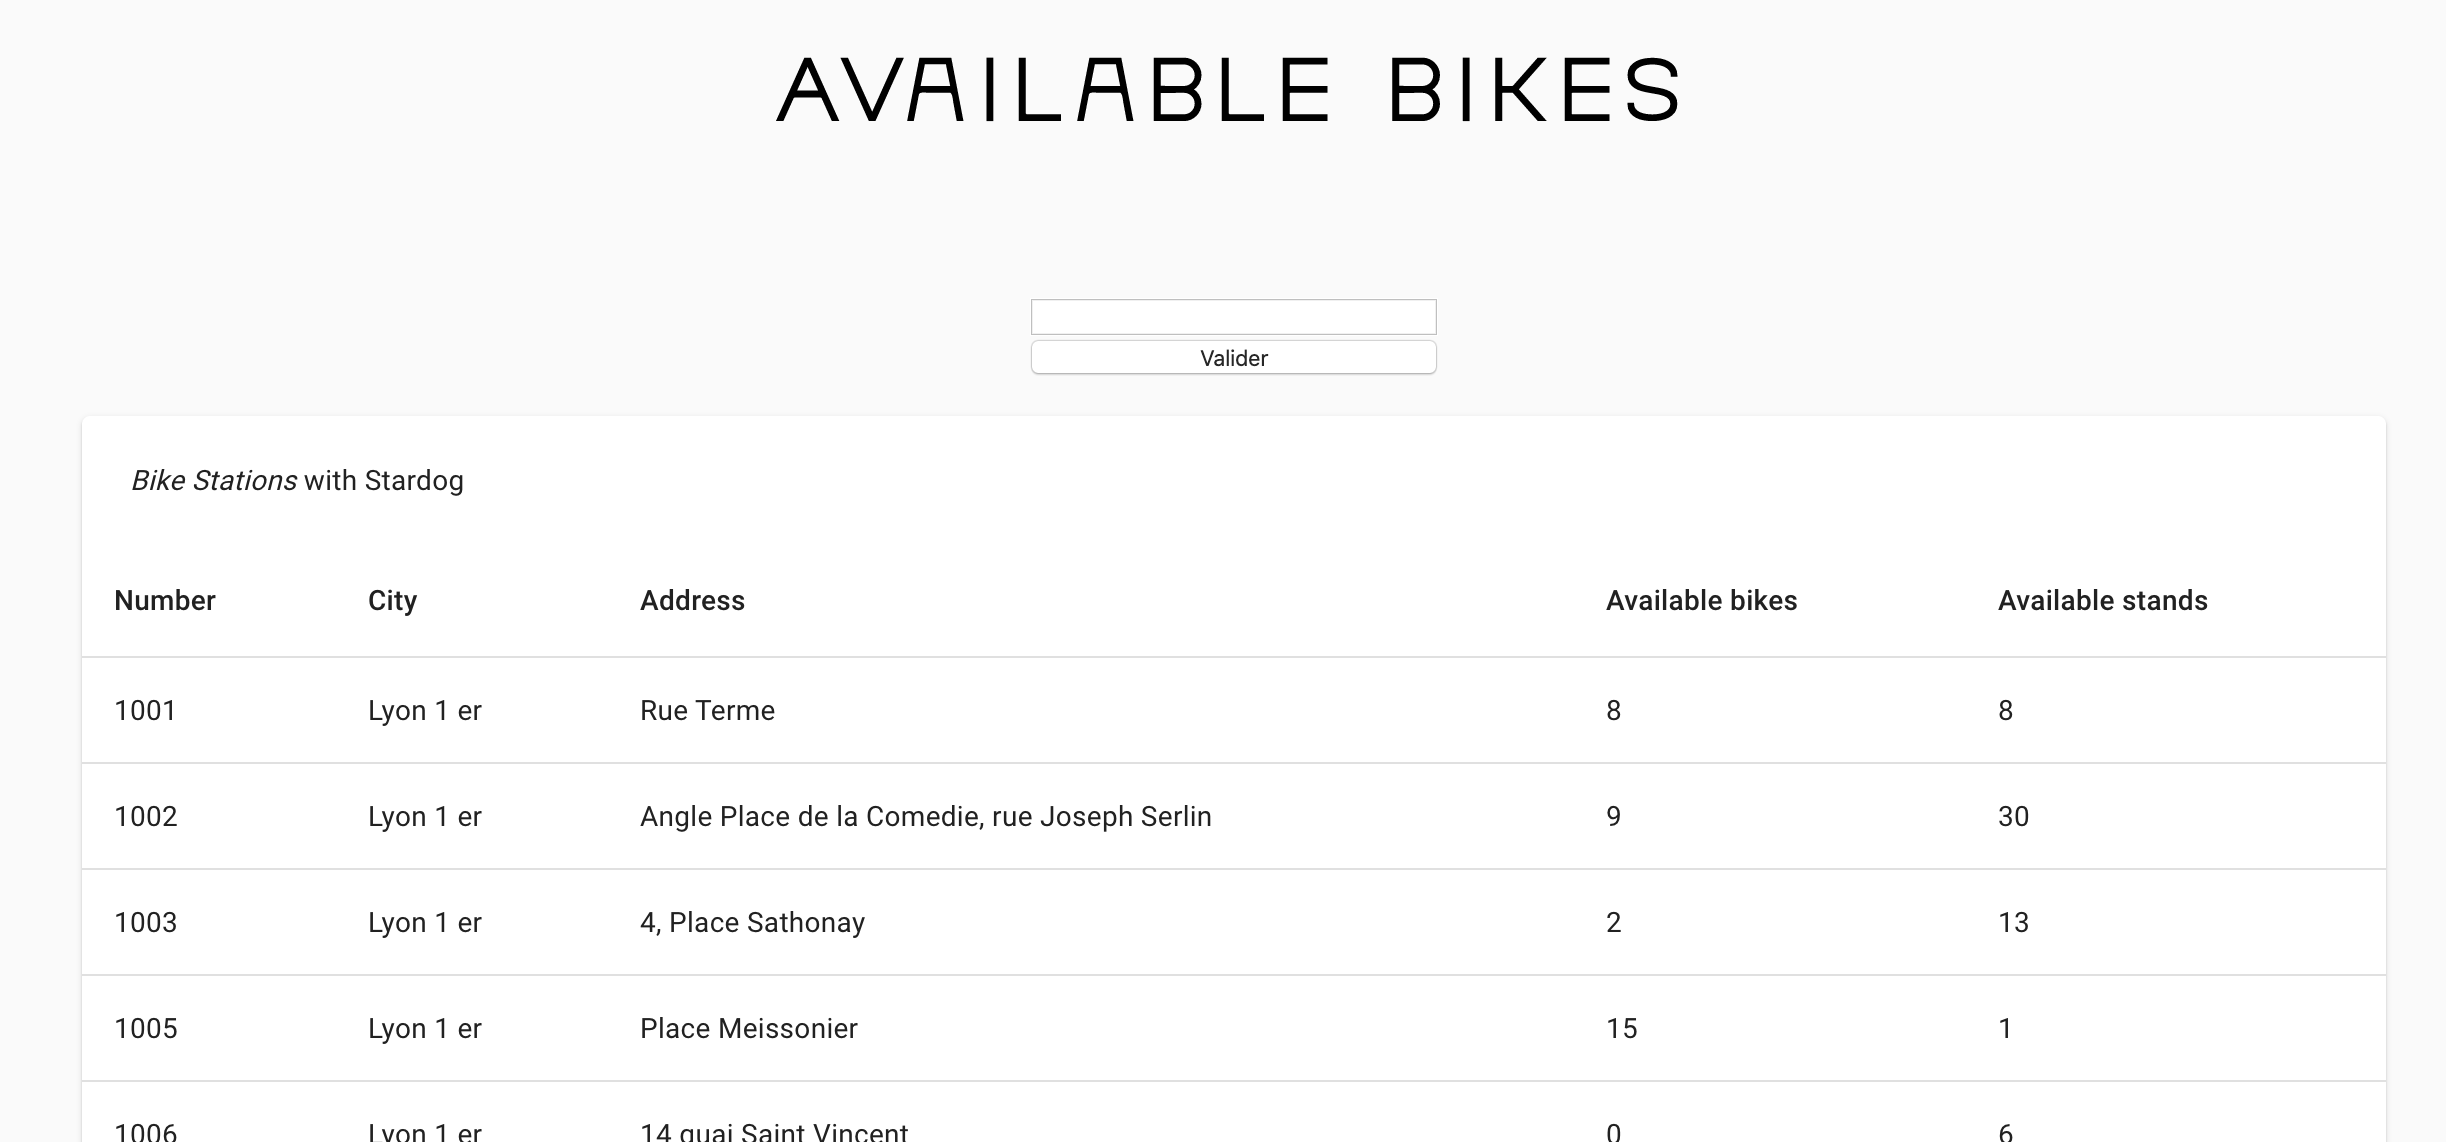 AVAILABLE BIKES
Valider
Bike Stations with Stardog
Number City Address Available bikes Available stands
1001 Lyon 1 er Rue Terme 8 8
1002 Lyon 1 er Angle Place de la Comedie, rue Joseph Serlin 9 30
1003 Lyon 1 er 4, Place Sathonay 2 13
1005 Lyon 1 er Place Meissonier 15 1
1006 Lyon 1 er 14 quai Saint Vincent 0 6